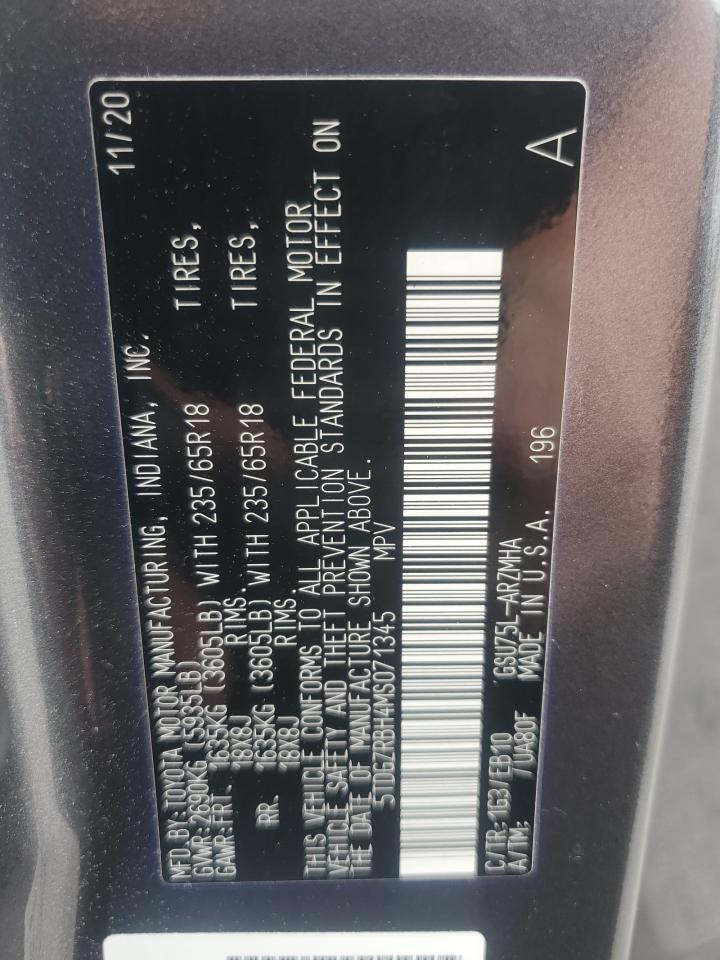 MFD BY: TOYOTA MOTOR MANUFACTURING, INDIANA, INC. 11/20
GVWR: 2690KG (5935LB)
GAWR: FRT. 1635KG (3605LB) WITH 235/65R18 TIRES,
18X8J RIMS.
RR. 1635KG (3605LB) WITH 235/65R18 TIRES,
18X8J RIMS.
THIS VEHICLE CONFORMS TO ALL APPLICABLE FEDERAL MOTOR
VEHICLE SAFETY AND THEFT PREVENTION STANDARDS IN EFFECT ON
THE DATE OF MANUFACTURE SHOWN ABOVE.
5TDGZRBH4MS071345 MPV
C/TR: 1G3/EB10 GSU75L-ARZMHA
A/TM: /UA80F MADE IN U.S.A. 196 A